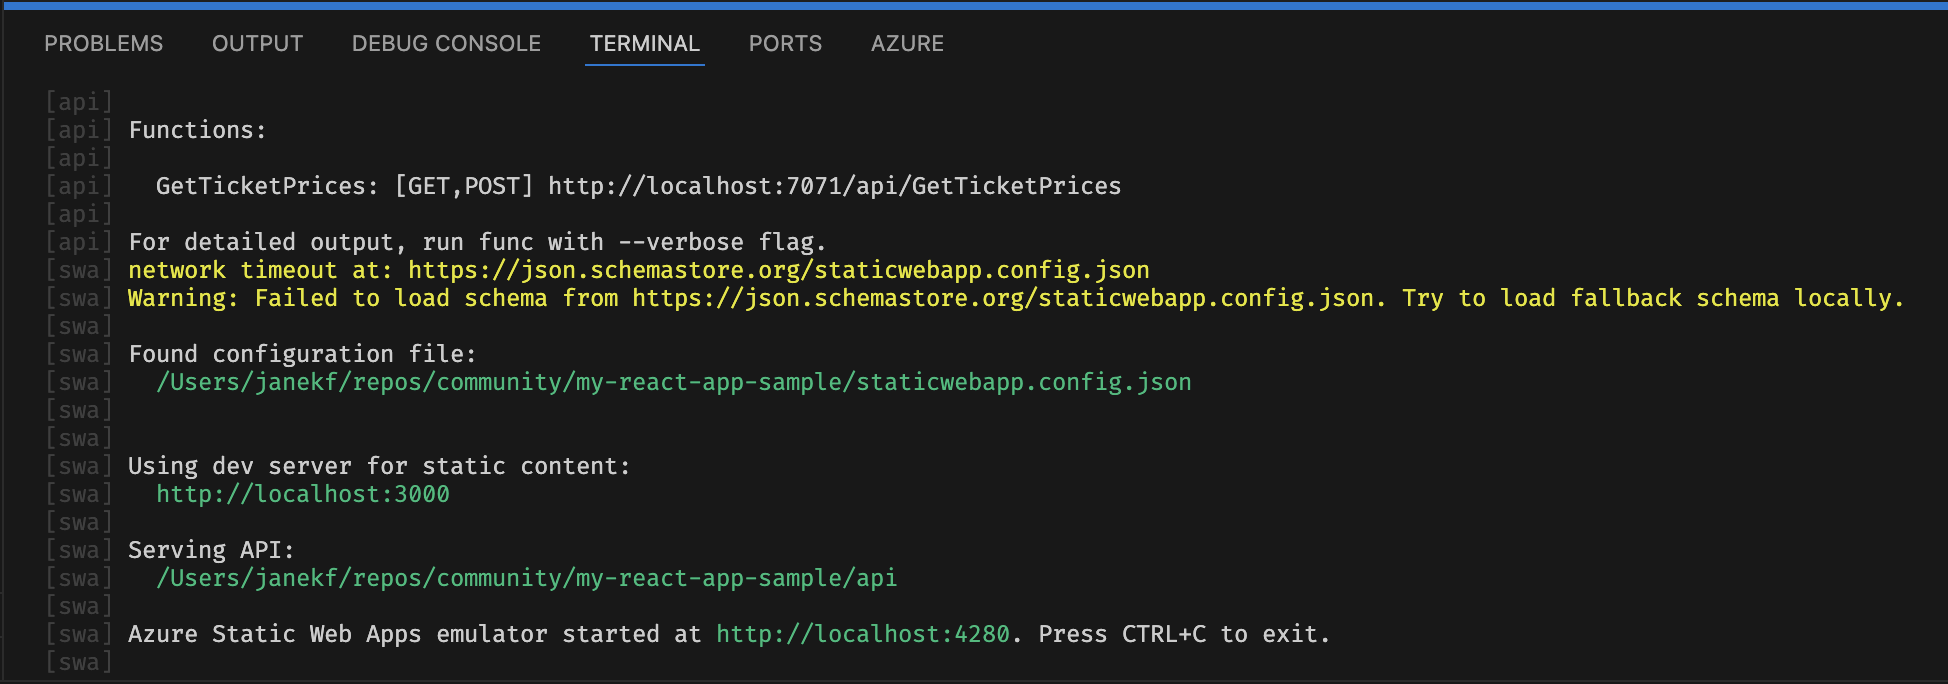 PROBLEMS OUTPUT DEBUG CONSOLE TERMINAL PORTS AZURE
[api]
[api] Functions:
[api]
[api]   GetTicketPrices: [GET,POST] http://localhost:7071/api/GetTicketPrices
[api]
[api] For detailed output, run func with --verbose flag.
[swa] network timeout at: https://json.schemastore.org/staticwebapp.config.json
[swa] Warning: Failed to load schema from https://json.schemastore.org/staticwebapp.config.json. Try to load fallback schema locally.
[swa]
[swa] Found configuration file:
[swa]   /Users/janekf/repos/community/my-react-app-sample/staticwebapp.config.json
[swa]
[swa]
[swa] Using dev server for static content:
[swa]   http://localhost:3000
[swa]
[swa] Serving API:
[swa]   /Users/janekf/repos/community/my-react-app-sample/api
[swa]
[swa] Azure Static Web Apps emulator started at http://localhost:4280. Press CTRL+C to exit.
[swa]